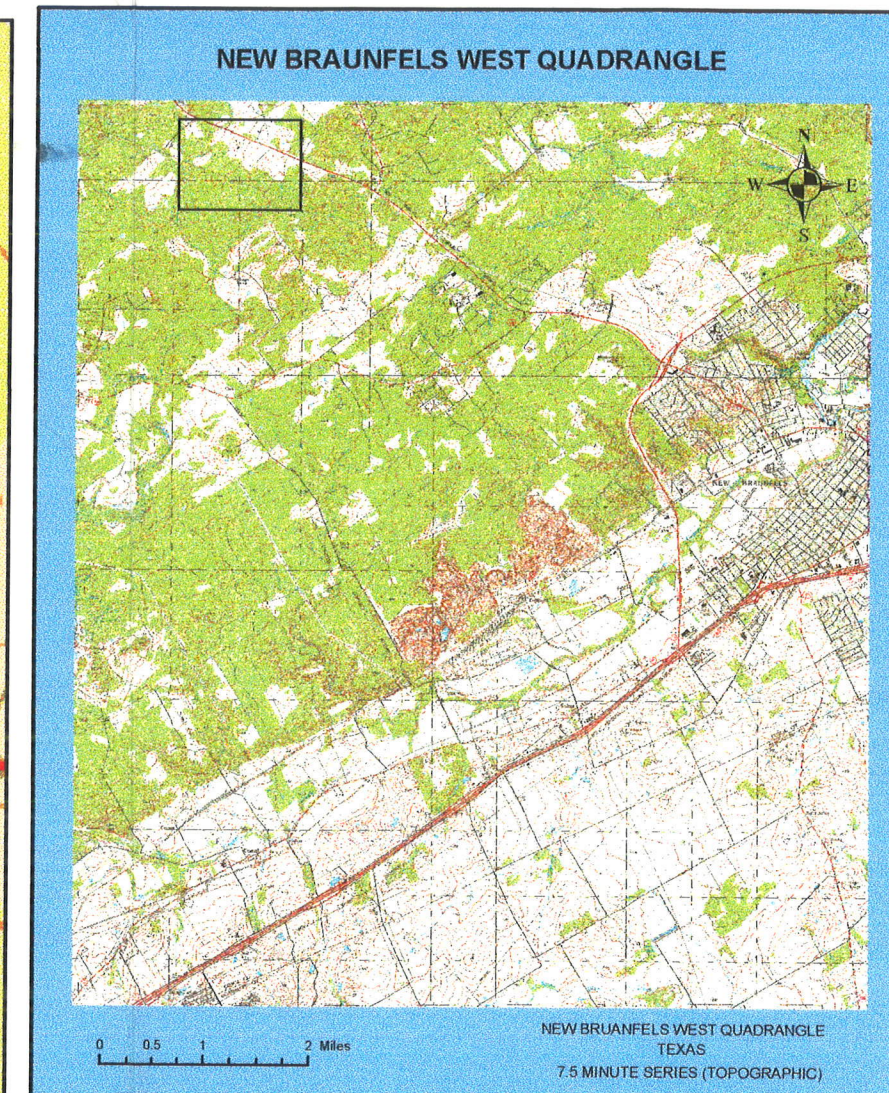 NEW BRAUNFELS WEST QUADRANGLE
N
W
E
S
NEW BRAUNFELS
0 0.5 1 2 Miles
NEW BRUANFELS WEST QUADRANGLE
TEXAS
7.5 MINUTE SERIES (TOPOGRAPHIC)